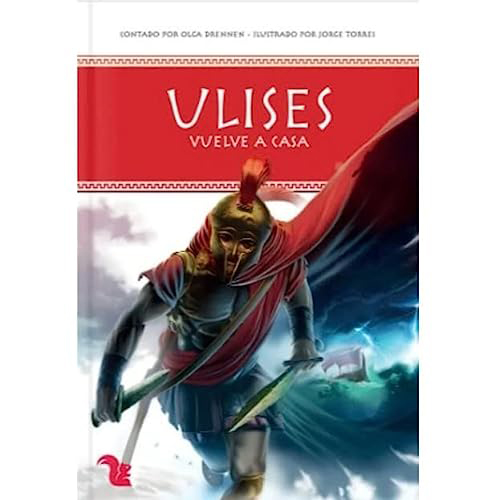 CONTADO POR OLGA DRENNEN - ILUSTRADO POR JORGE TORRES
ULISES
VUELVE A CASA